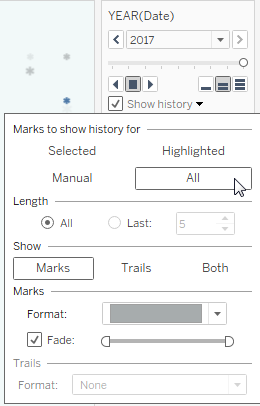 YEAR(Date)
2017
Show history
Marks to show history for
Selected Highlighted
Manual All
Length
All Last: 5
Show
Marks Trails Both
Marks
Format:
Fade:
Trails
Format: None